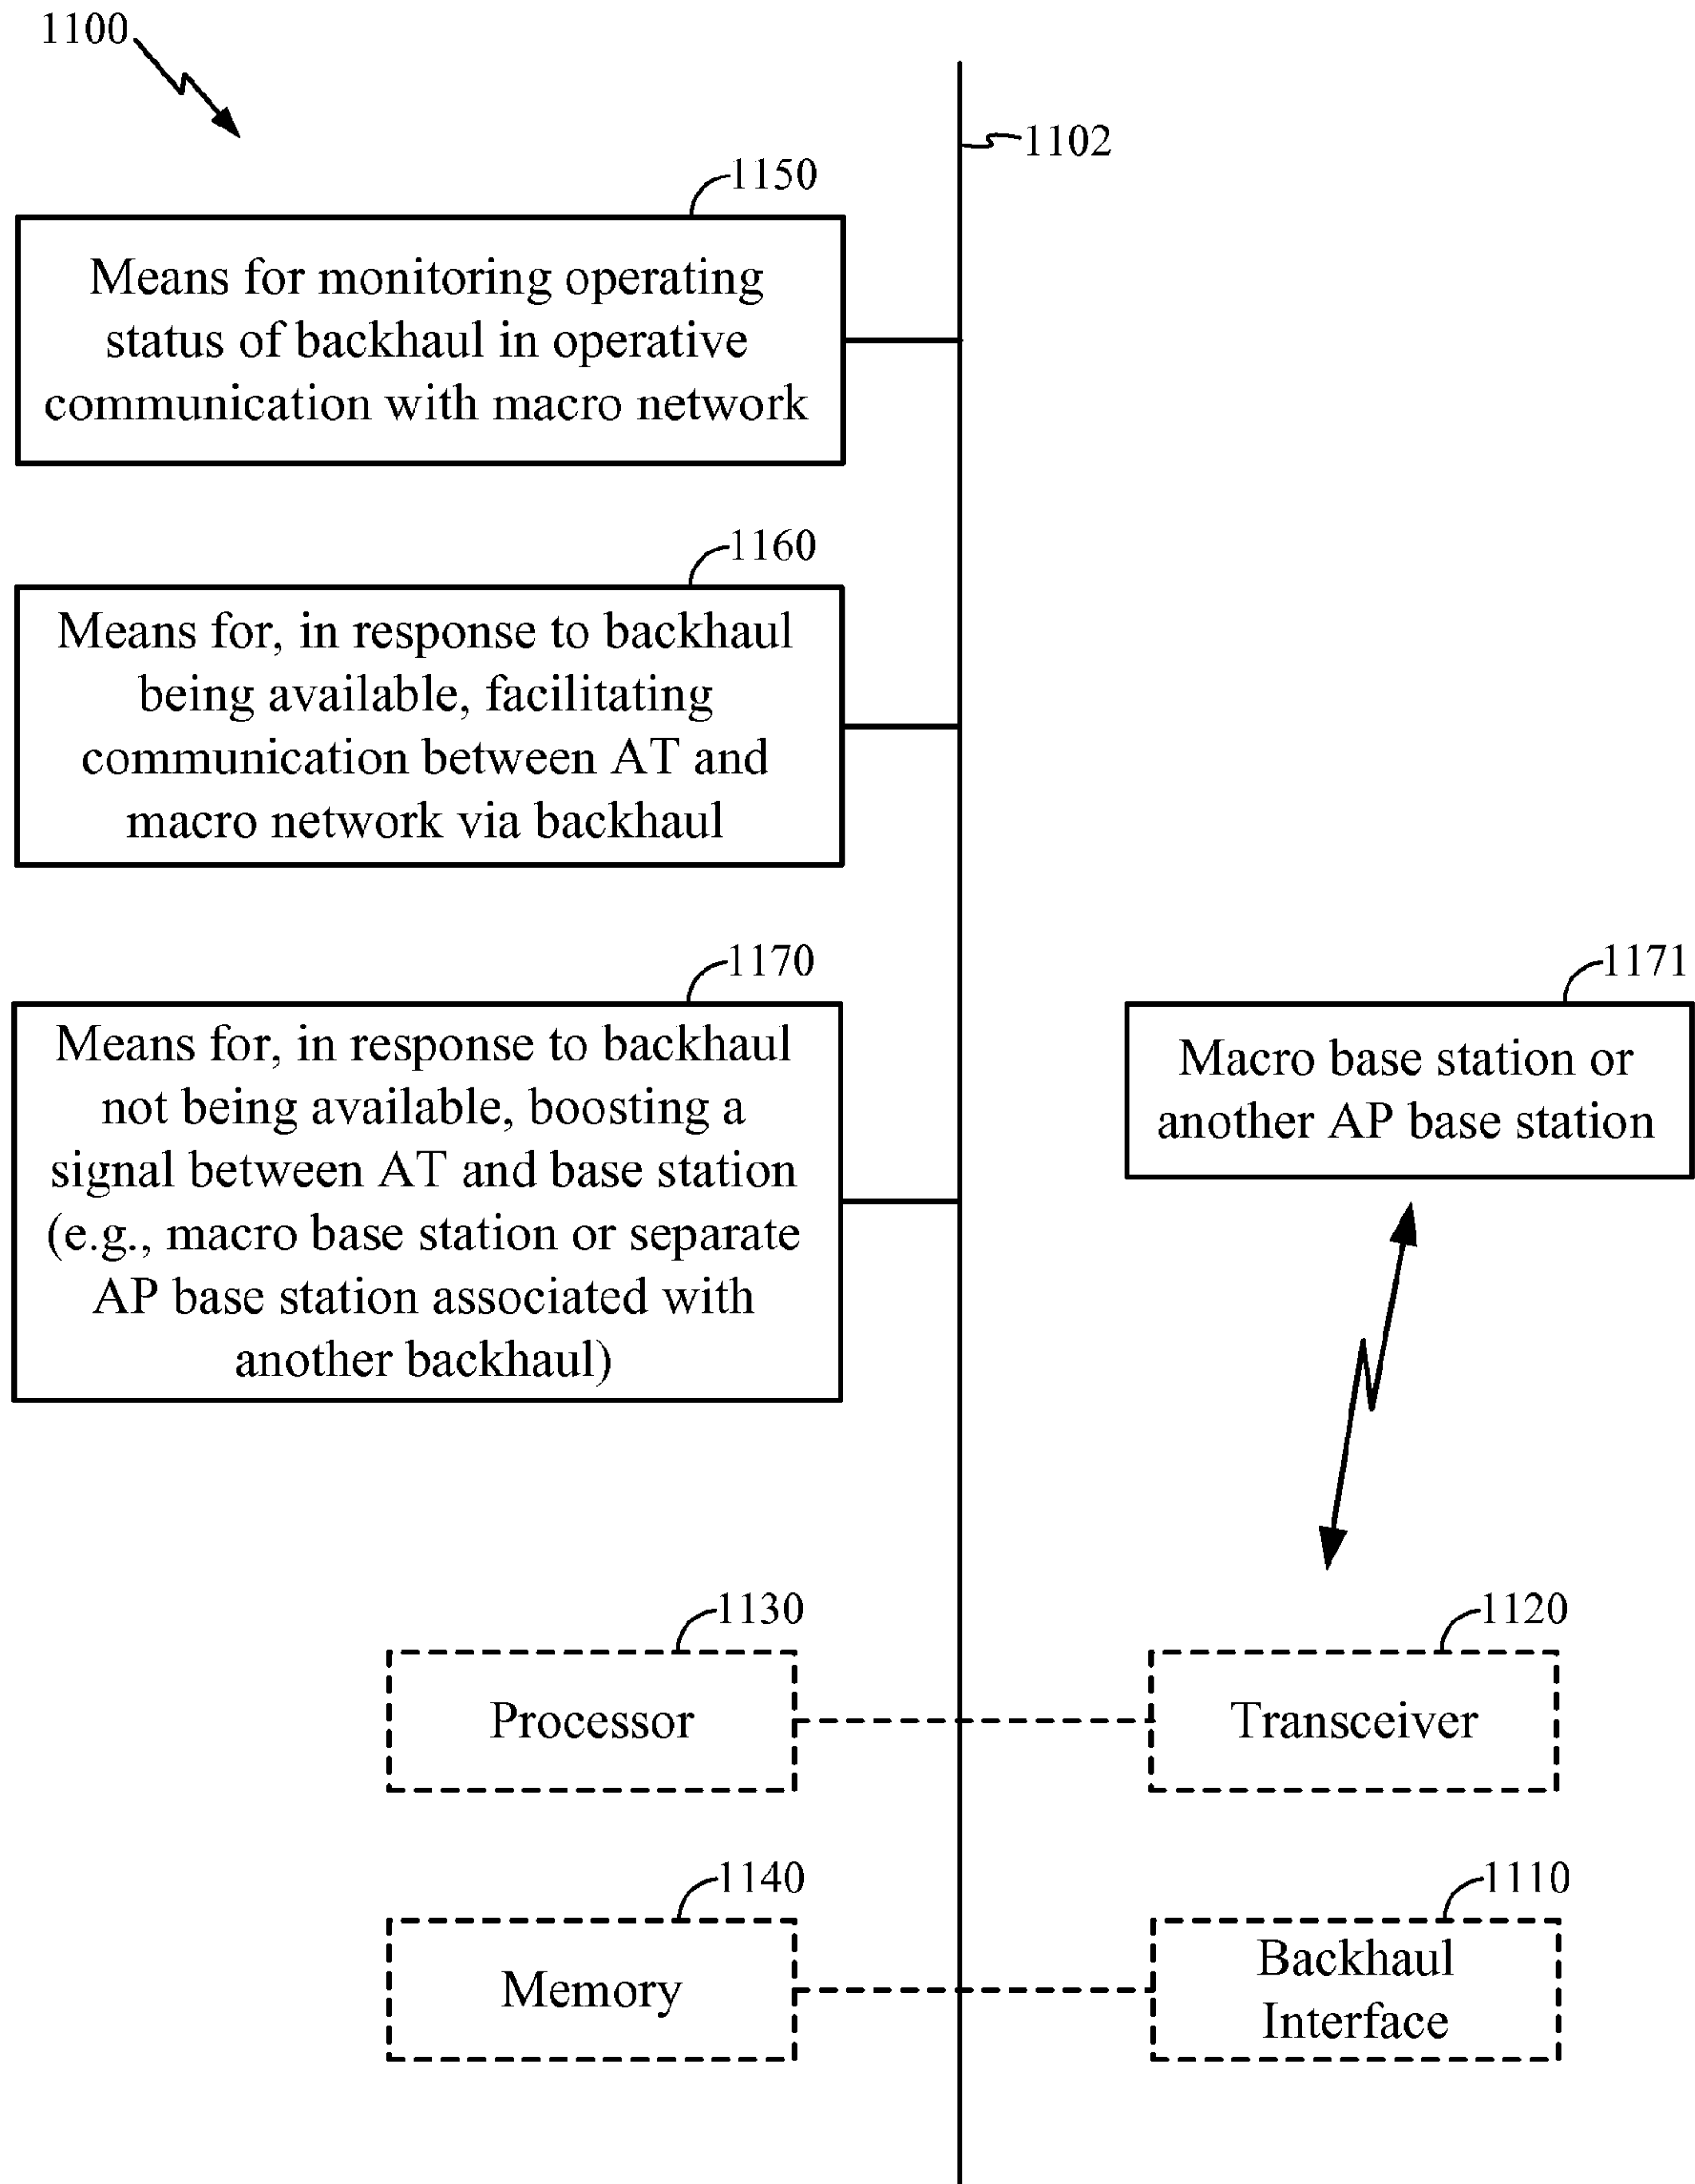 1100
1102
1150
Means for monitoring operating
status of backhaul in operative
communication with macro network
1160
Means for, in response to backhaul
being available, facilitating
communication between AT and
macro network via backhaul
1170
Means for, in response to backhaul
not being available, boosting a
signal between AT and base station
(e.g., macro base station or separate
AP base station associated with
another backhaul)
1171
Macro base station or
another AP base station
1130
Processor
1120
Transceiver
1140
Memory
1110
Backhaul
Interface